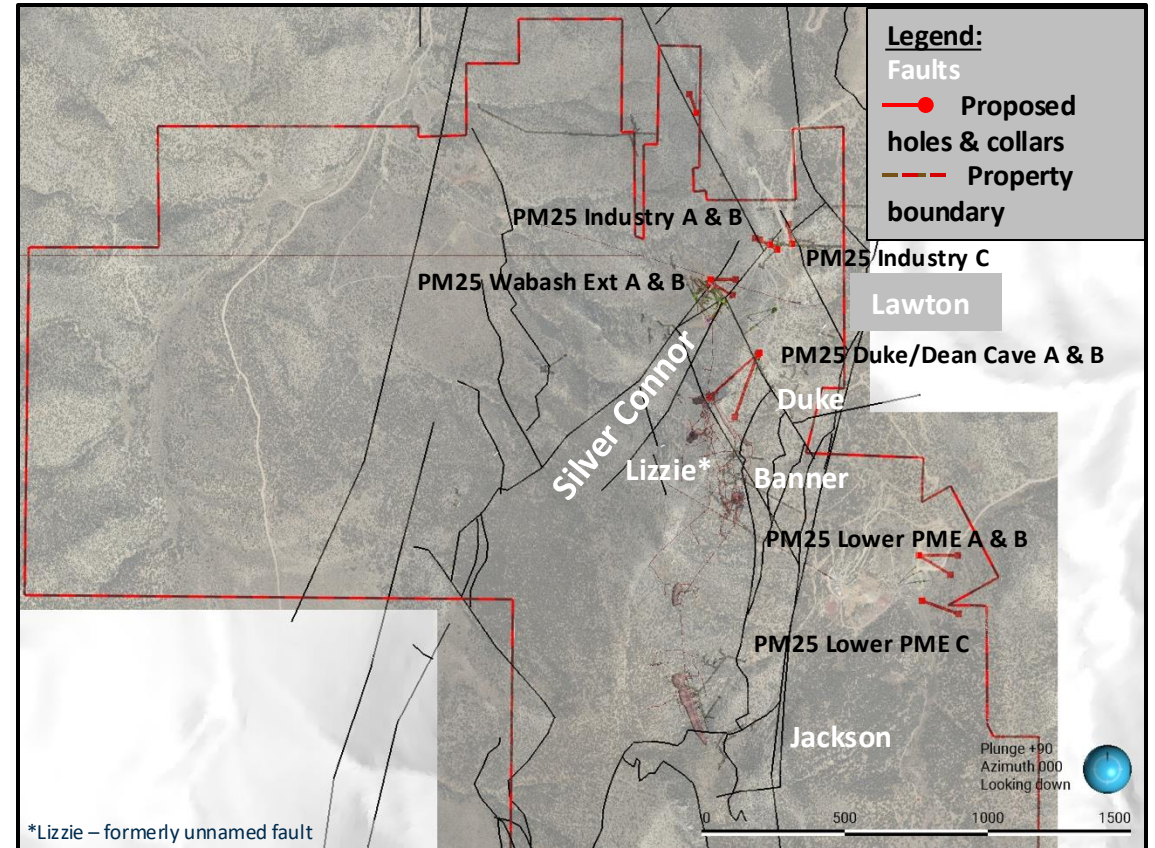 Legend:
Faults
Proposed
holes & collars
Property
boundary
PM25 Industry A & B
PM25 Industry C
PM25 Wabash Ext A & B
Lawton
PM25 Duke/Dean Cave A & B
Duke
Silver Connor
Lizzie*
Banner
PM25 Lower PME A & B
PM25 Lower PME C
Jackson
Plunge +90
Azimuth 000
Looking down
0 500 1000 1500
*Lizzie – formerly unnamed fault